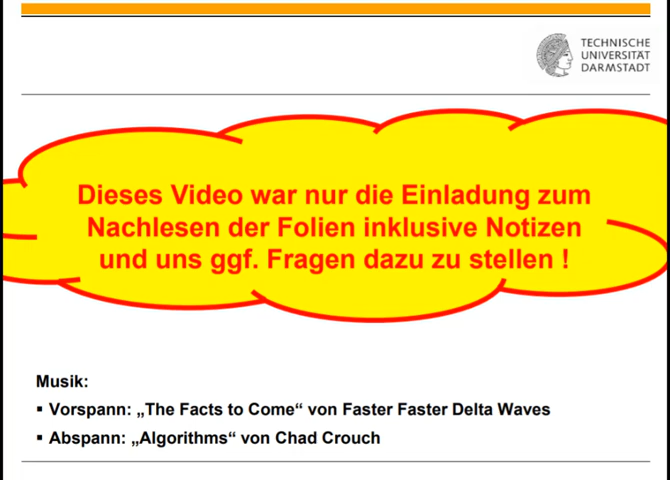 TECHNISCHE
UNIVERSITÄT
DARMSTADT
Dieses Video war nur die Einladung zum
Nachlesen der Folien inklusive Notizen
und uns ggf. Fragen dazu zu stellen !
Musik:
▪ Vorspann: „The Facts to Come“ von Faster Faster Delta Waves
▪ Abspann: „Algorithms“ von Chad Crouch